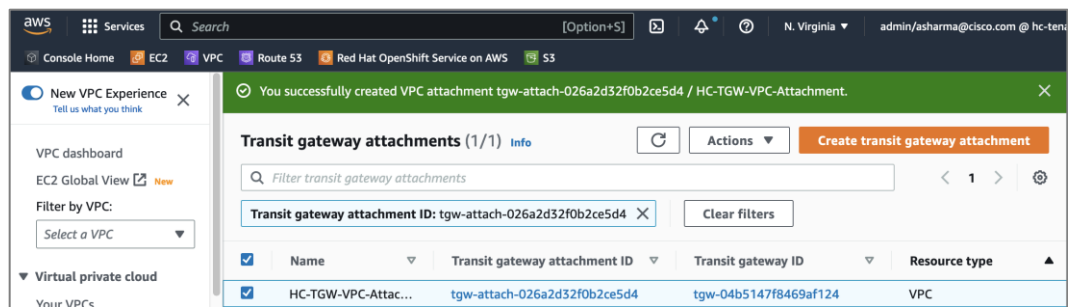 aws Services Search [Option+S] N. Virginia ▼ admin/asharma@cisco.com @ hc-tena
Console Home EC2 VPC Route 53 Red Hat OpenShift Service on AWS S3
New VPC Experience
Tell us what you think
You successfully created VPC attachment tgw-attach-026a2d32f0b2ce5d4 / HC-TGW-VPC-Attachment.
VPC dashboard
EC2 Global View New
Filter by VPC:
Select a VPC
Virtual private cloud
Your VPCs
Transit gateway attachments (1/1) Info Actions ▼ Create transit gateway attachment
Filter transit gateway attachments 1
Transit gateway attachment ID: tgw-attach-026a2d32f0b2ce5d4 Clear filters
Name Transit gateway attachment ID Transit gateway ID Resource type
HC-TGW-VPC-Attac... tgw-attach-026a2d32f0b2ce5d4 tgw-04b5147f8469af124 VPC